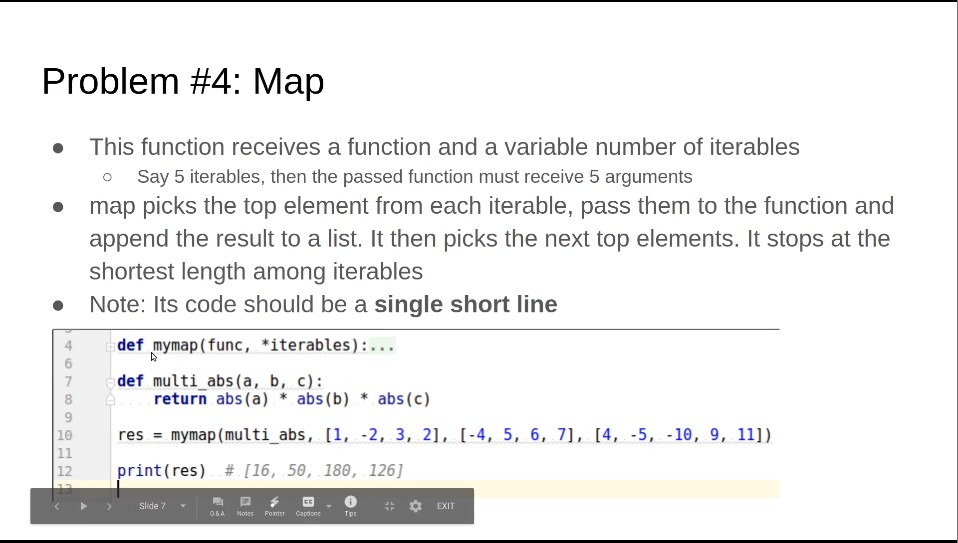 Problem #4: Map
● This function receives a function and a variable number of iterables
○ Say 5 iterables, then the passed function must receive 5 arguments
● map picks the top element from each iterable, pass them to the function and
append the result to a list. It then picks the next top elements. It stops at the
shortest length among iterables
● Note: Its code should be a single short line
4 def mymap(func, *iterables):...
6
7 def multi_abs(a, b, c):
8 return abs(a) * abs(b) * abs(c)
9
10 res = mymap(multi_abs, [1, -2, 3, 2], [-4, 5, 6, 7], [4, -5, -10, 9, 11])
11
12 print(res) # [16, 50, 180, 126]
13
Slide 7 Q&A Notes Pointer CC Captions Tips EXIT